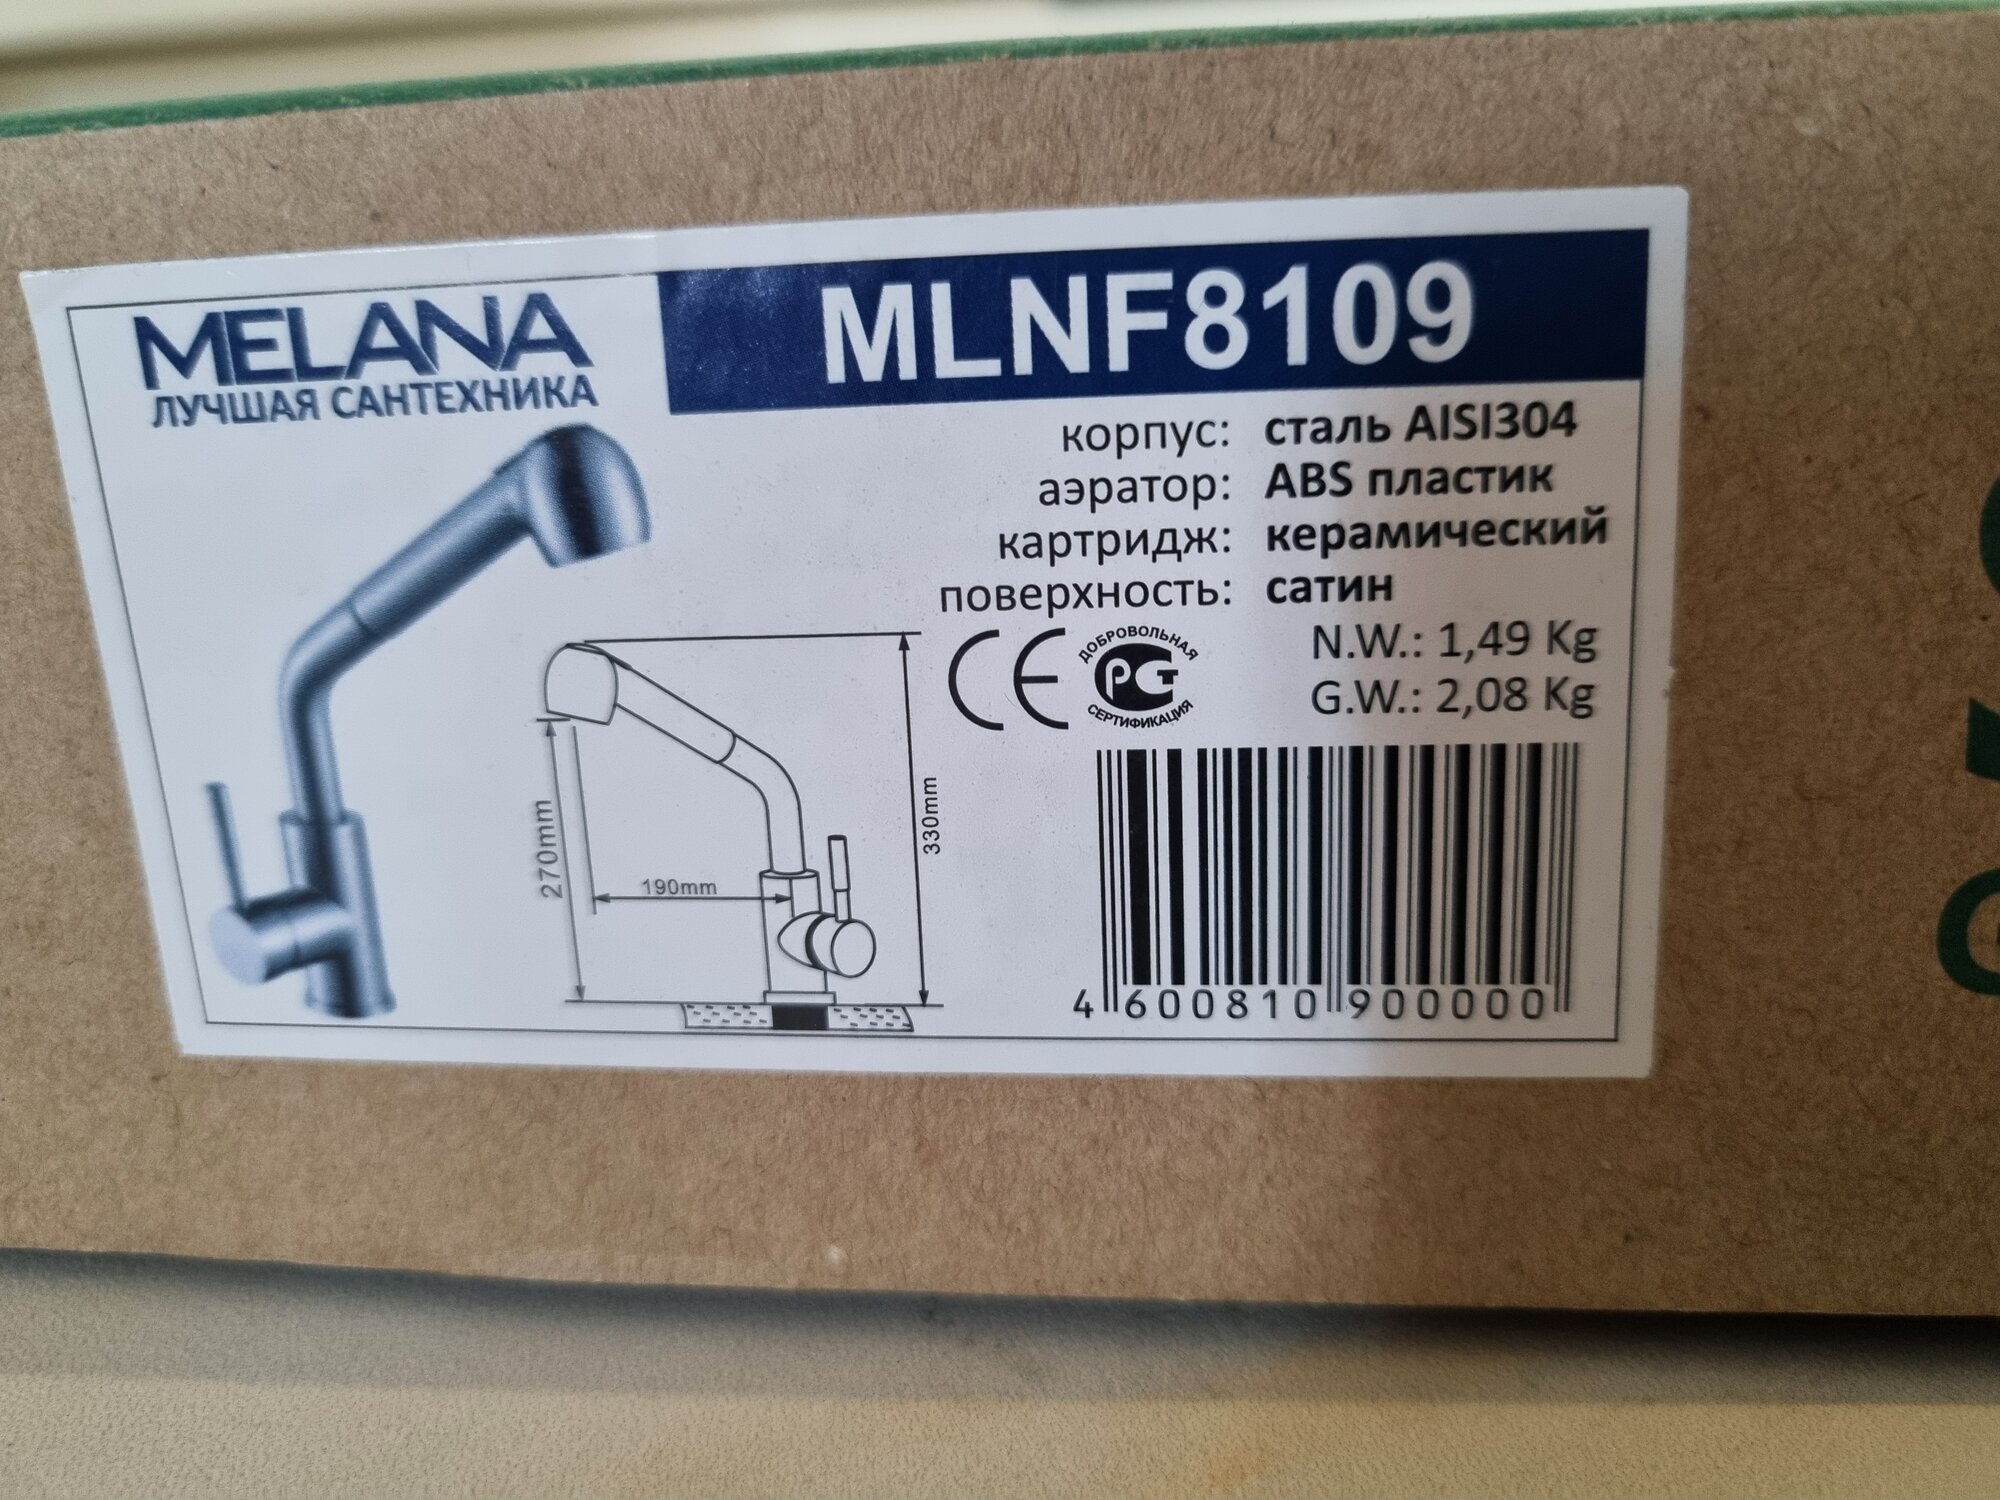 MELANA
ЛУЧШАЯ САНТЕХНИКА
MLNF8109
корпус: сталь AISI304
аэратор: ABS пластик
картридж: керамический
поверхность: сатин
CE
ДОБРОВОЛЬНАЯ
РСТ
СЕРТИФИКАЦИЯ
N.W.: 1,49 Kg
G.W.: 2,08 Kg
270mm
190mm
330mm
4 600810 900000